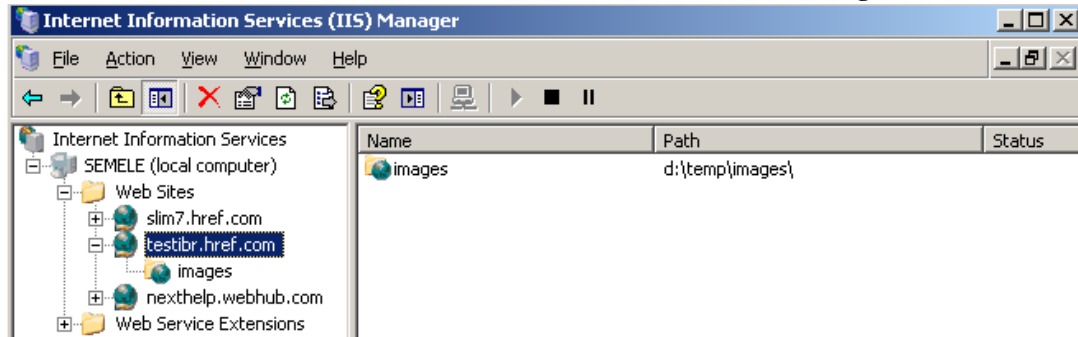 Internet Information Services (IIS) Manager
File Action View Window Help
Internet Information Services
SEMELE (local computer)
Web Sites
slim7.href.com
testibr.href.com
images
nexthelp.webhub.com
Web Service Extensions
Name Path Status
images d:\temp\images\